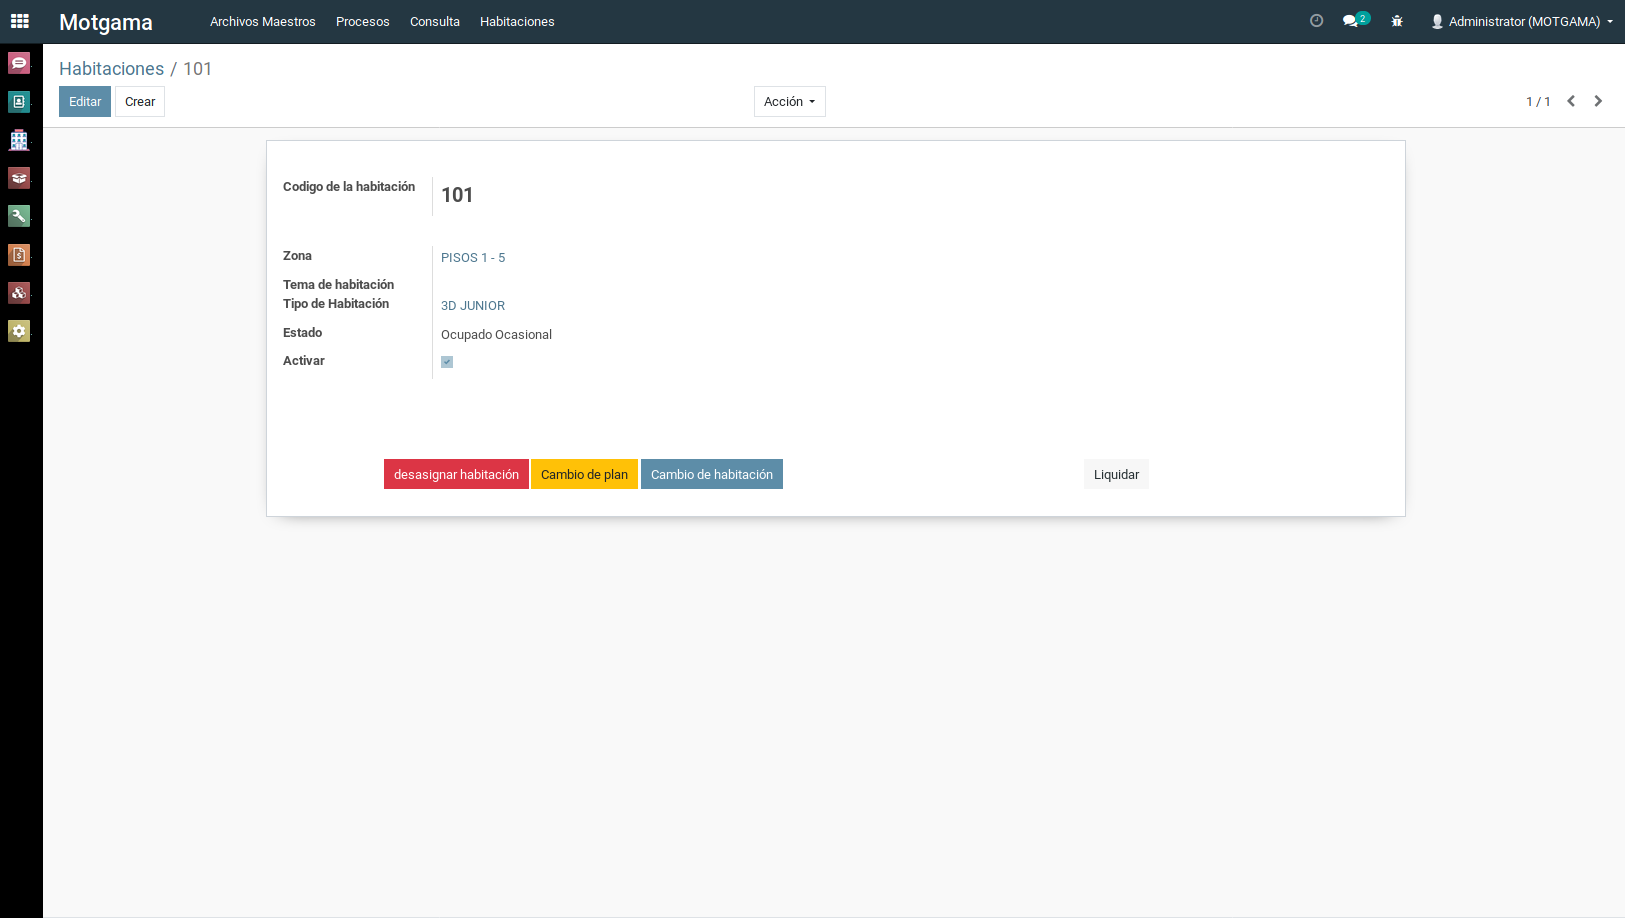 Motgama Archivos Maestros Procesos Consulta Habitaciones 2 Administrator (MOTGAMA)
Habitaciones / 101
Editar Crear Acción 1 / 1
Codigo de la habitación 101
Zona PISOS 1 - 5
Tema de habitación
Tipo de Habitación 3D JUNIOR
Estado Ocupado Ocasional
Activar
desasignar habitación Cambio de plan Cambio de habitación Liquidar